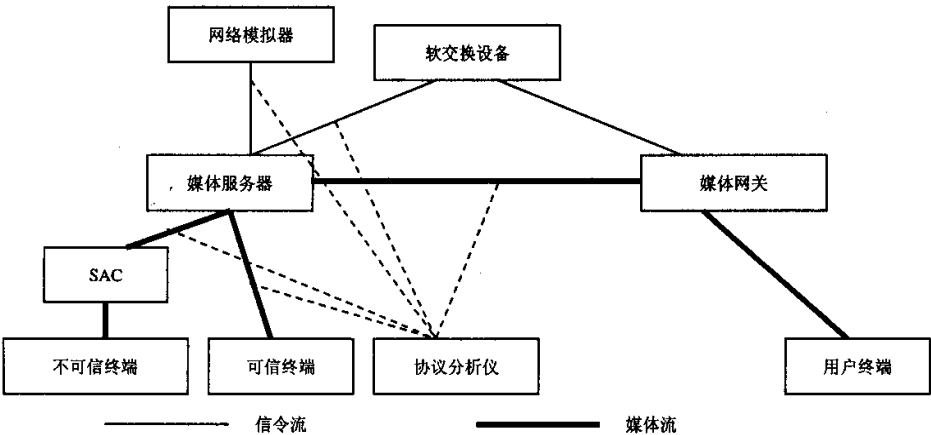 网络模拟器
软交换设备
媒体服务器
媒体网关
SAC
不可信终端
可信终端
协议分析仪
用户终端
信令流
媒体流